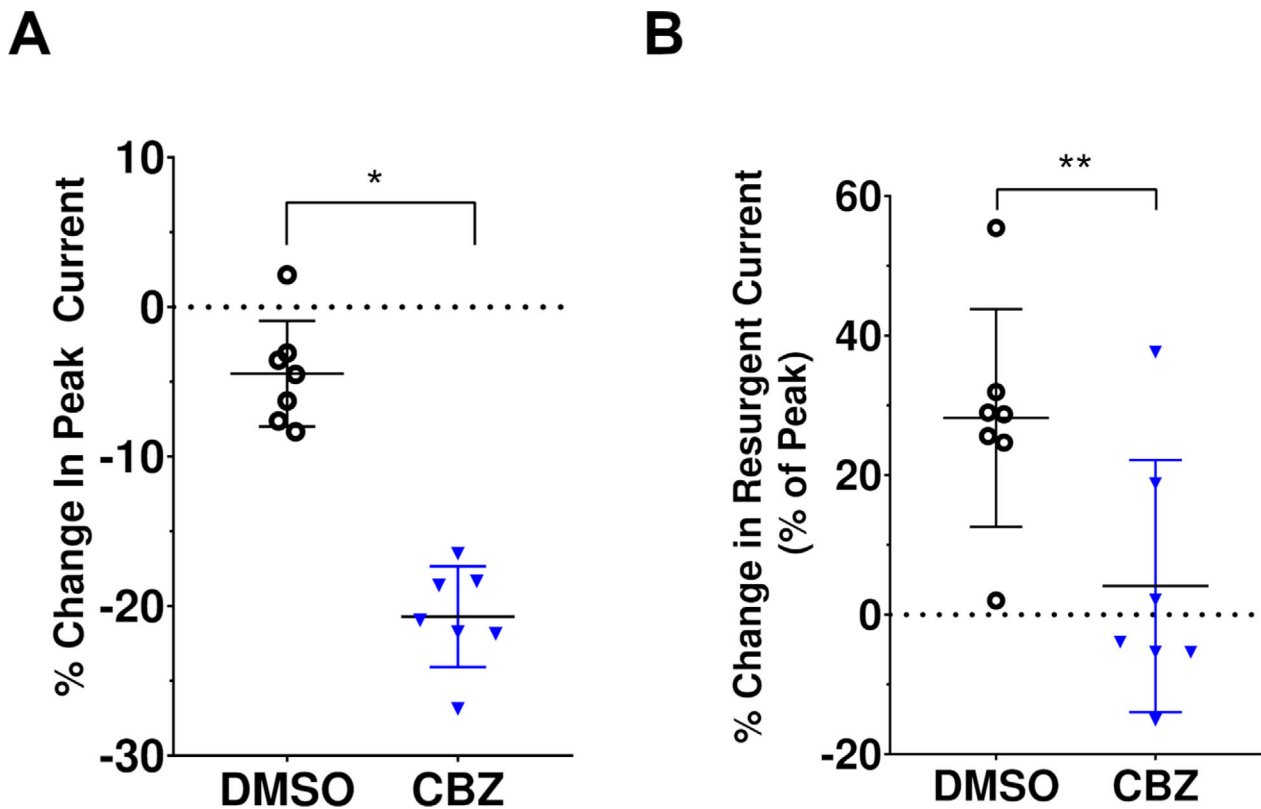 A
% Change In Peak Current
10
0
-10
-20
-30
*
DMSO
CBZ
B
% Change in Resurgent Current
(% of Peak)
60
40
20
0
-20
**
DMSO
CBZ